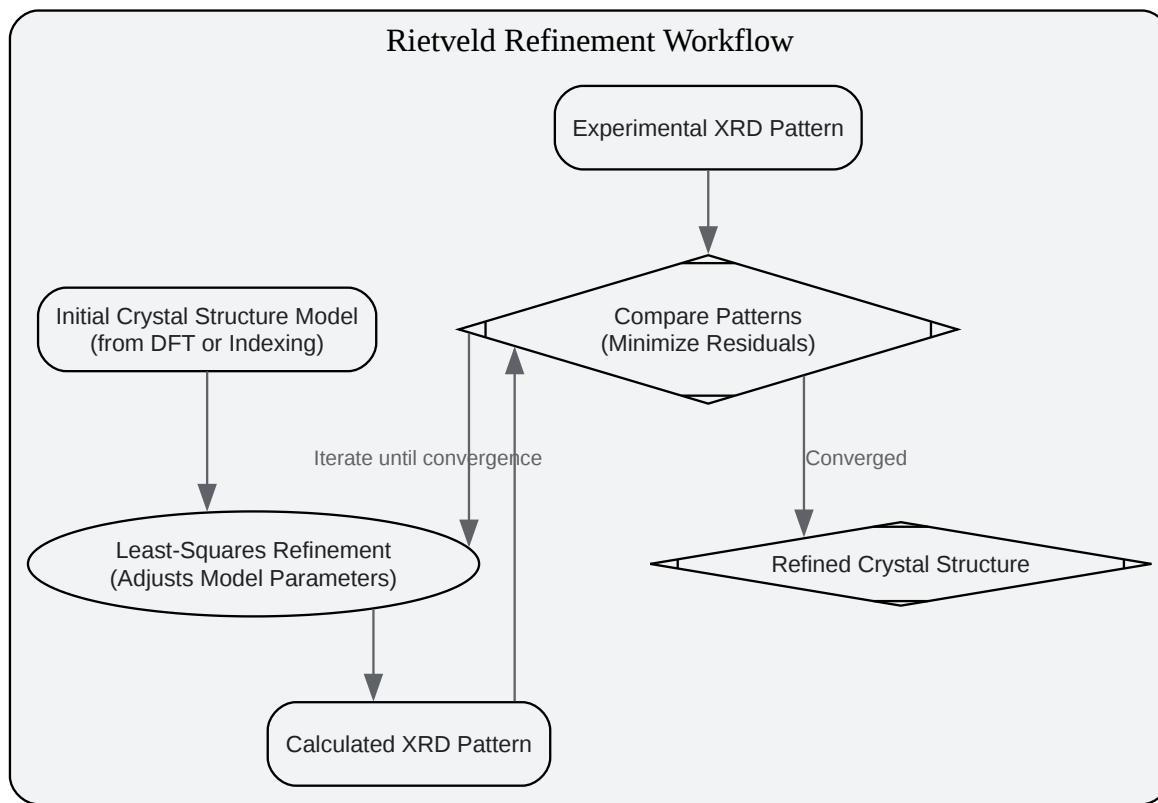 Rietveld Refinement Workflow
Experimental XRD Pattern
Initial Crystal Structure Model
(from DFT or Indexing)
Compare Patterns
(Minimize Residuals)
Iterate until convergence
Converged
Least-Squares Refinement
(Adjusts Model Parameters)
Refined Crystal Structure
Calculated XRD Pattern